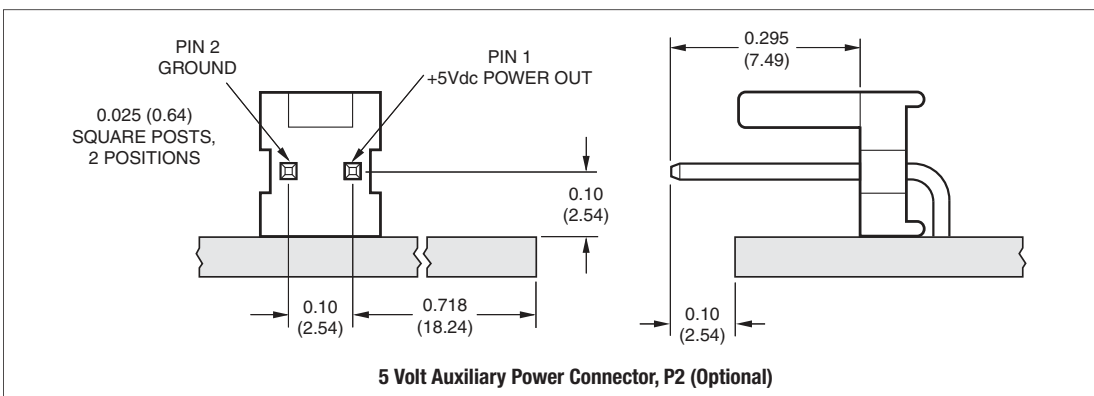 PIN 2
GROUND
PIN 1
+5Vdc POWER OUT
0.025 (0.64)
SQUARE POSTS,
2 POSITIONS
0.10
(2.54)
0.10
(2.54)
0.718
(18.24)
0.295
(7.49)
0.10
(2.54)
5 Volt Auxiliary Power Connector, P2 (Optional)